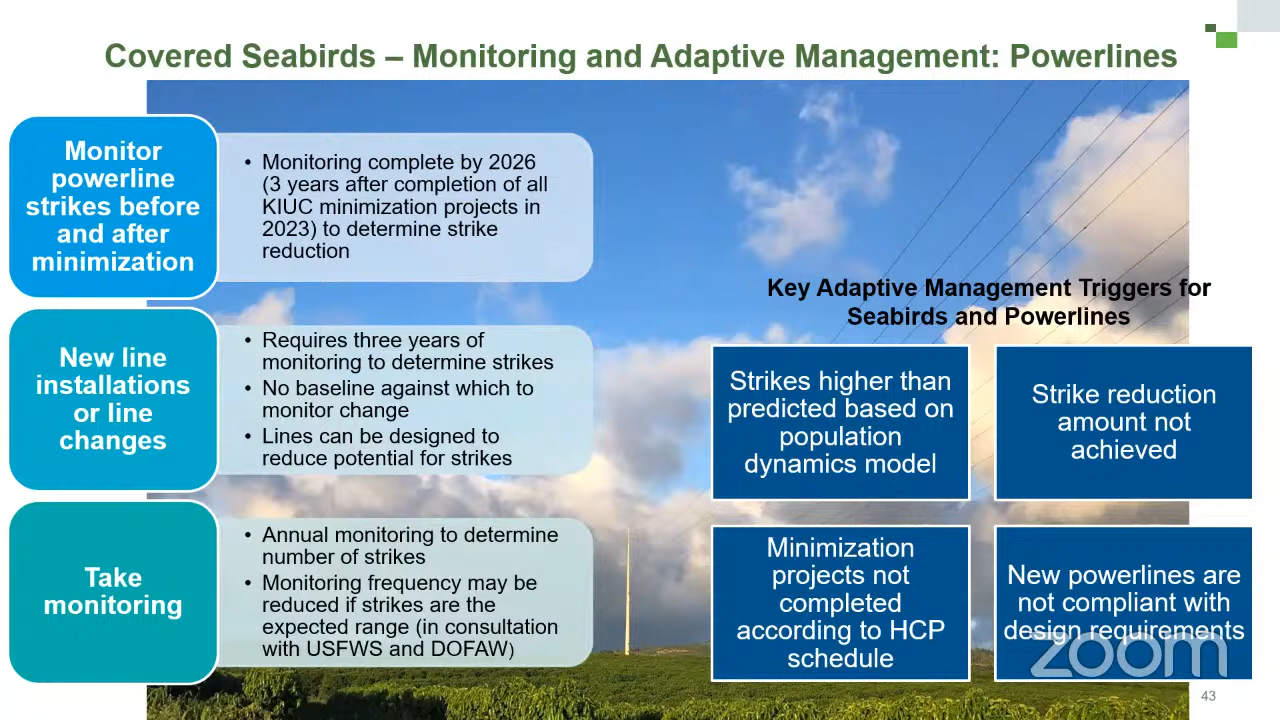 Covered Seabirds – Monitoring and Adaptive Management: Powerlines
Monitor
powerline
strikes before
and after
minimization
• Monitoring complete by 2026
(3 years after completion of all
KIUC minimization projects in
2023) to determine strike
reduction
New line
installations
or line
changes
• Requires three years of
monitoring to determine strikes
• No baseline against which to
monitor change
• Lines can be designed to
reduce potential for strikes
Take
monitoring
• Annual monitoring to determine
number of strikes
• Monitoring frequency may be
reduced if strikes are the
expected range (in consultation
with USFWS and DOFAW)
Key Adaptive Management Triggers for
Seabirds and Powerlines
Strikes higher than
predicted based on
population
dynamics model
Strike reduction
amount not
achieved
Minimization
projects not
completed
according to HCP
schedule
New powerlines are
not compliant with
design requirements
zoom
43